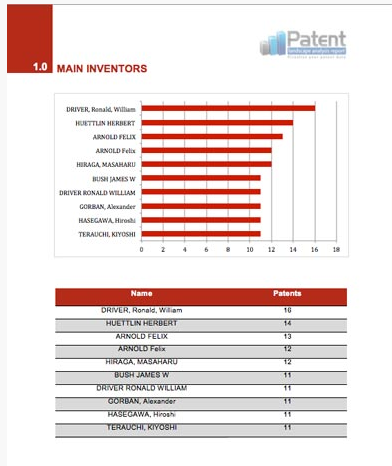 Patent
landscape analysis report
1.0 MAIN INVENTORS
DRIVER, Ronald, William
HUETTLIN HERBERT
ARNOLD FELIX
ARNOLD Felix
HIRAGA, MASAHARU
BUSH JAMES W
DRIVER RONALD WILLIAM
GORBAN, Alexander
HASEGAWA, Hiroshi
TERAUCHI, KIYOSHI
0 2 4 6 8 10 12 14 16 18
Name Patents
DRIVER, Ronald, William 16
HUETTLIN HERBERT 14
ARNOLD FELIX 13
ARNOLD Felix 12
HIRAGA, MASAHARU 12
BUSH JAMES W 11
DRIVER RONALD WILLIAM 11
GORBAN, Alexander 11
HASEGAWA, Hiroshi 11
TERAUCHI, KIYOSHI 11